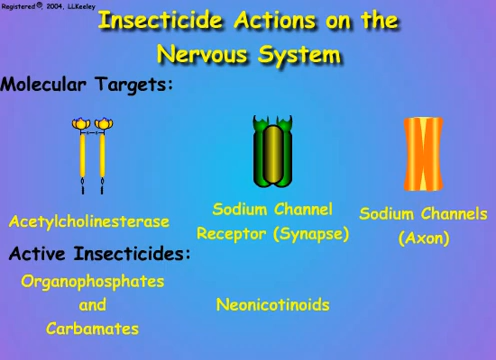 Registered ®, 2004, LLKeeley
Insecticide Actions on the
Nervous System
Molecular Targets:
Acetylcholinesterase
Sodium Channel
Receptor (Synapse)
Sodium Channels
(Axon)
Active Insecticides:
Organophosphates
and
Carbamates
Neonicotinoids